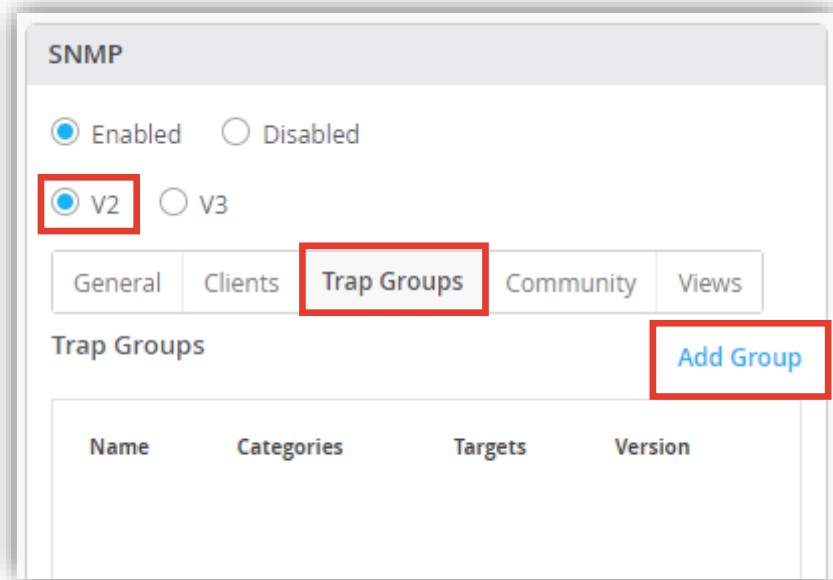 SNMP
Enabled Disabled
V2 V3
General Clients Trap Groups Community Views
Trap Groups Add Group
Name Categories Targets Version